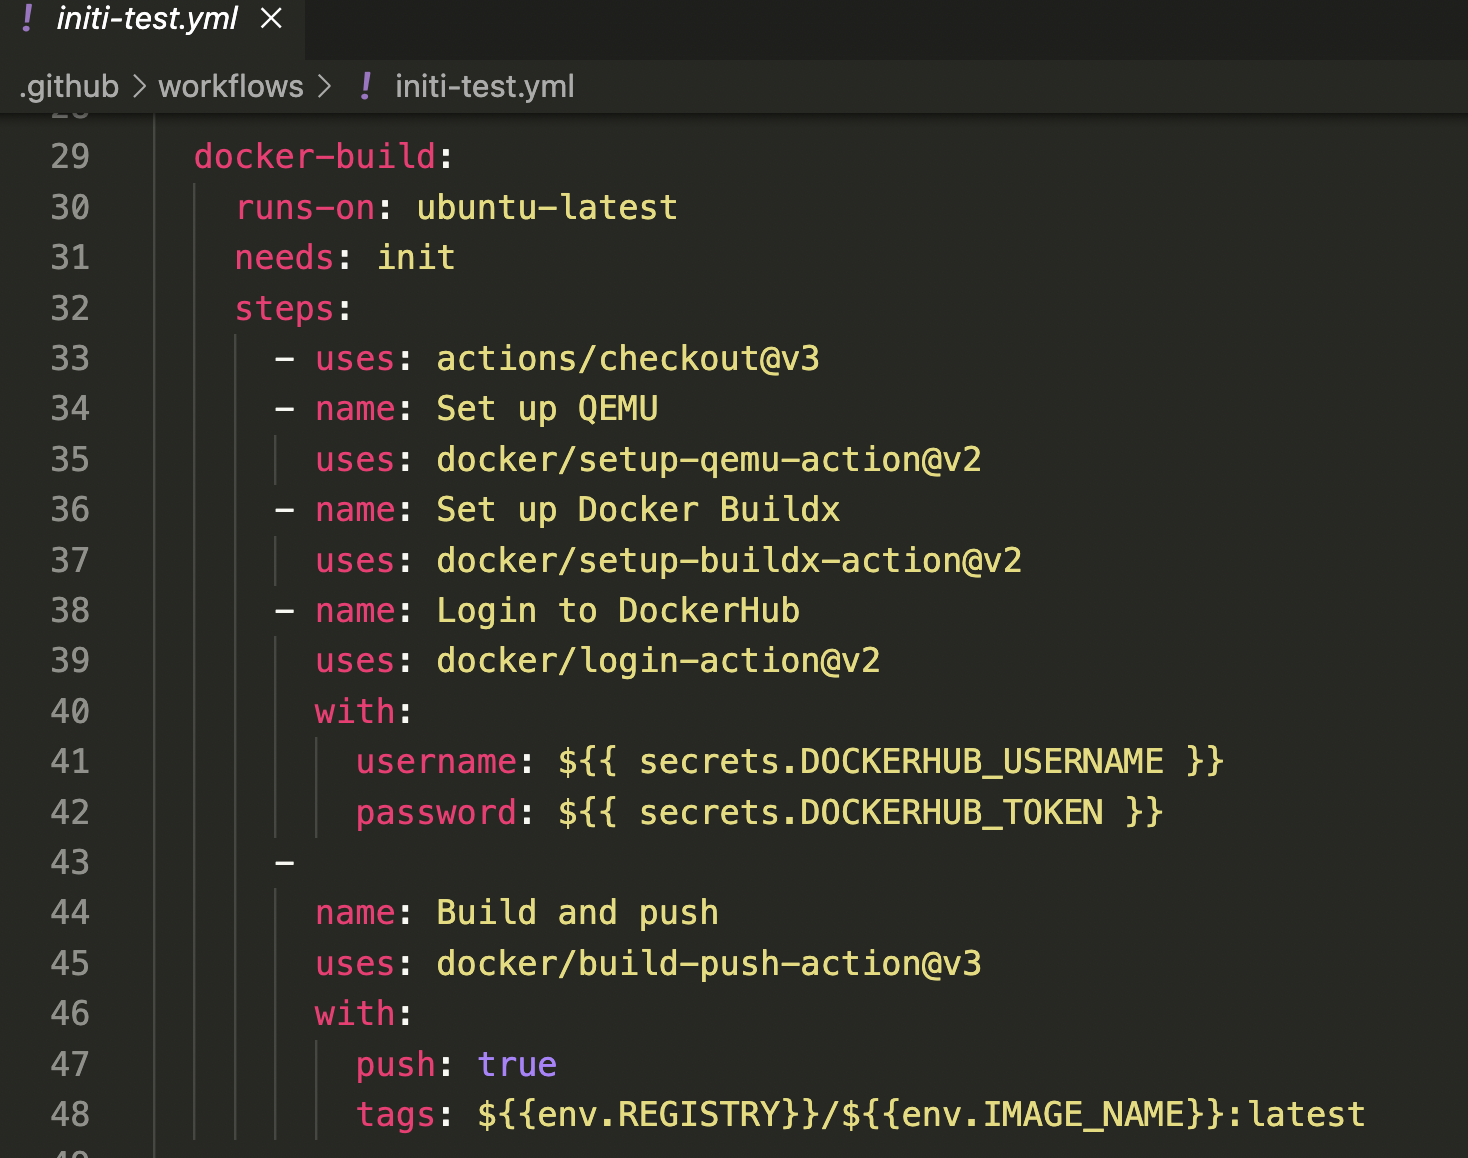 ! initi-test.yml ×
.github > workflows > ! initi-test.yml
29 docker-build:
30 runs-on: ubuntu-latest
31 needs: init
32 steps:
33 - uses: actions/checkout@v3
34 - name: Set up QEMU
35 uses: docker/setup-qemu-action@v2
36 - name: Set up Docker Buildx
37 uses: docker/setup-buildx-action@v2
38 - name: Login to DockerHub
39 uses: docker/login-action@v2
40 with:
41 username: ${{ secrets.DOCKERHUB_USERNAME }}
42 password: ${{ secrets.DOCKERHUB_TOKEN }}
43 -
44 name: Build and push
45 uses: docker/build-push-action@v3
46 with:
47 push: true
48 tags: ${{env.REGISTRY}}/${{env.IMAGE_NAME}}:latest